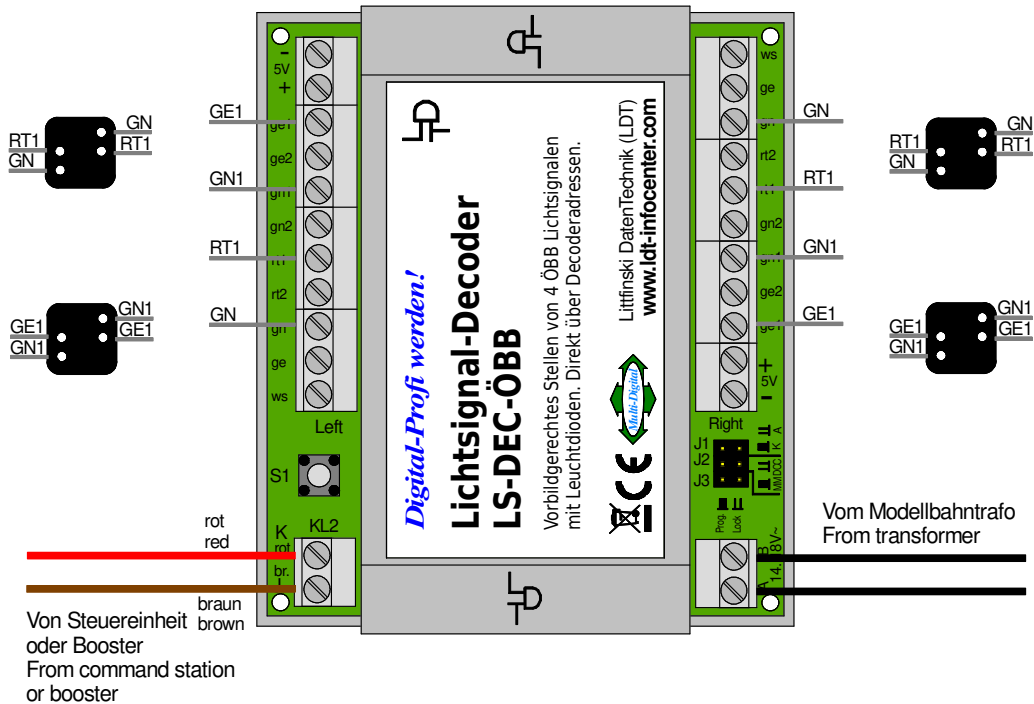 GN
RT1
RT1
GN
GN1
GE1
GE1
GN1
GE1
GN1
RT1
GN
-
5V
+
ge1
ge2
gn1
gn2
rt1
rt2
gn
ge
ws
Left
S1
K
KL2
rot
br.
rot
red
braun
brown
Von Steuereinheit
oder Booster
From command station
or booster
Digital-Profi werden!
Lichtsignal-Decoder
LS-DEC-ÖBB
Vorbildgerechtes Stellen von 4 ÖBB Lichtsignalen
mit Leuchtdioden. Direkt über Decoderadressen.
Multi-Digital
CE
Littfinski DatenTechnik (LDT)
www.ldt-infocenter.com
ws
ge
gn
rt2
rt1
gn2
gn1
ge2
ge1
+
5V
-
Right
J1
J2
J3
A
K
DCC
MM
Prog.
Lock
B
A
GN
RT1
GN1
GE1
GN
RT1
RT1
GN
GN1
GE1
GE1
GN1
Vom Modellbahntrafo
From transformer